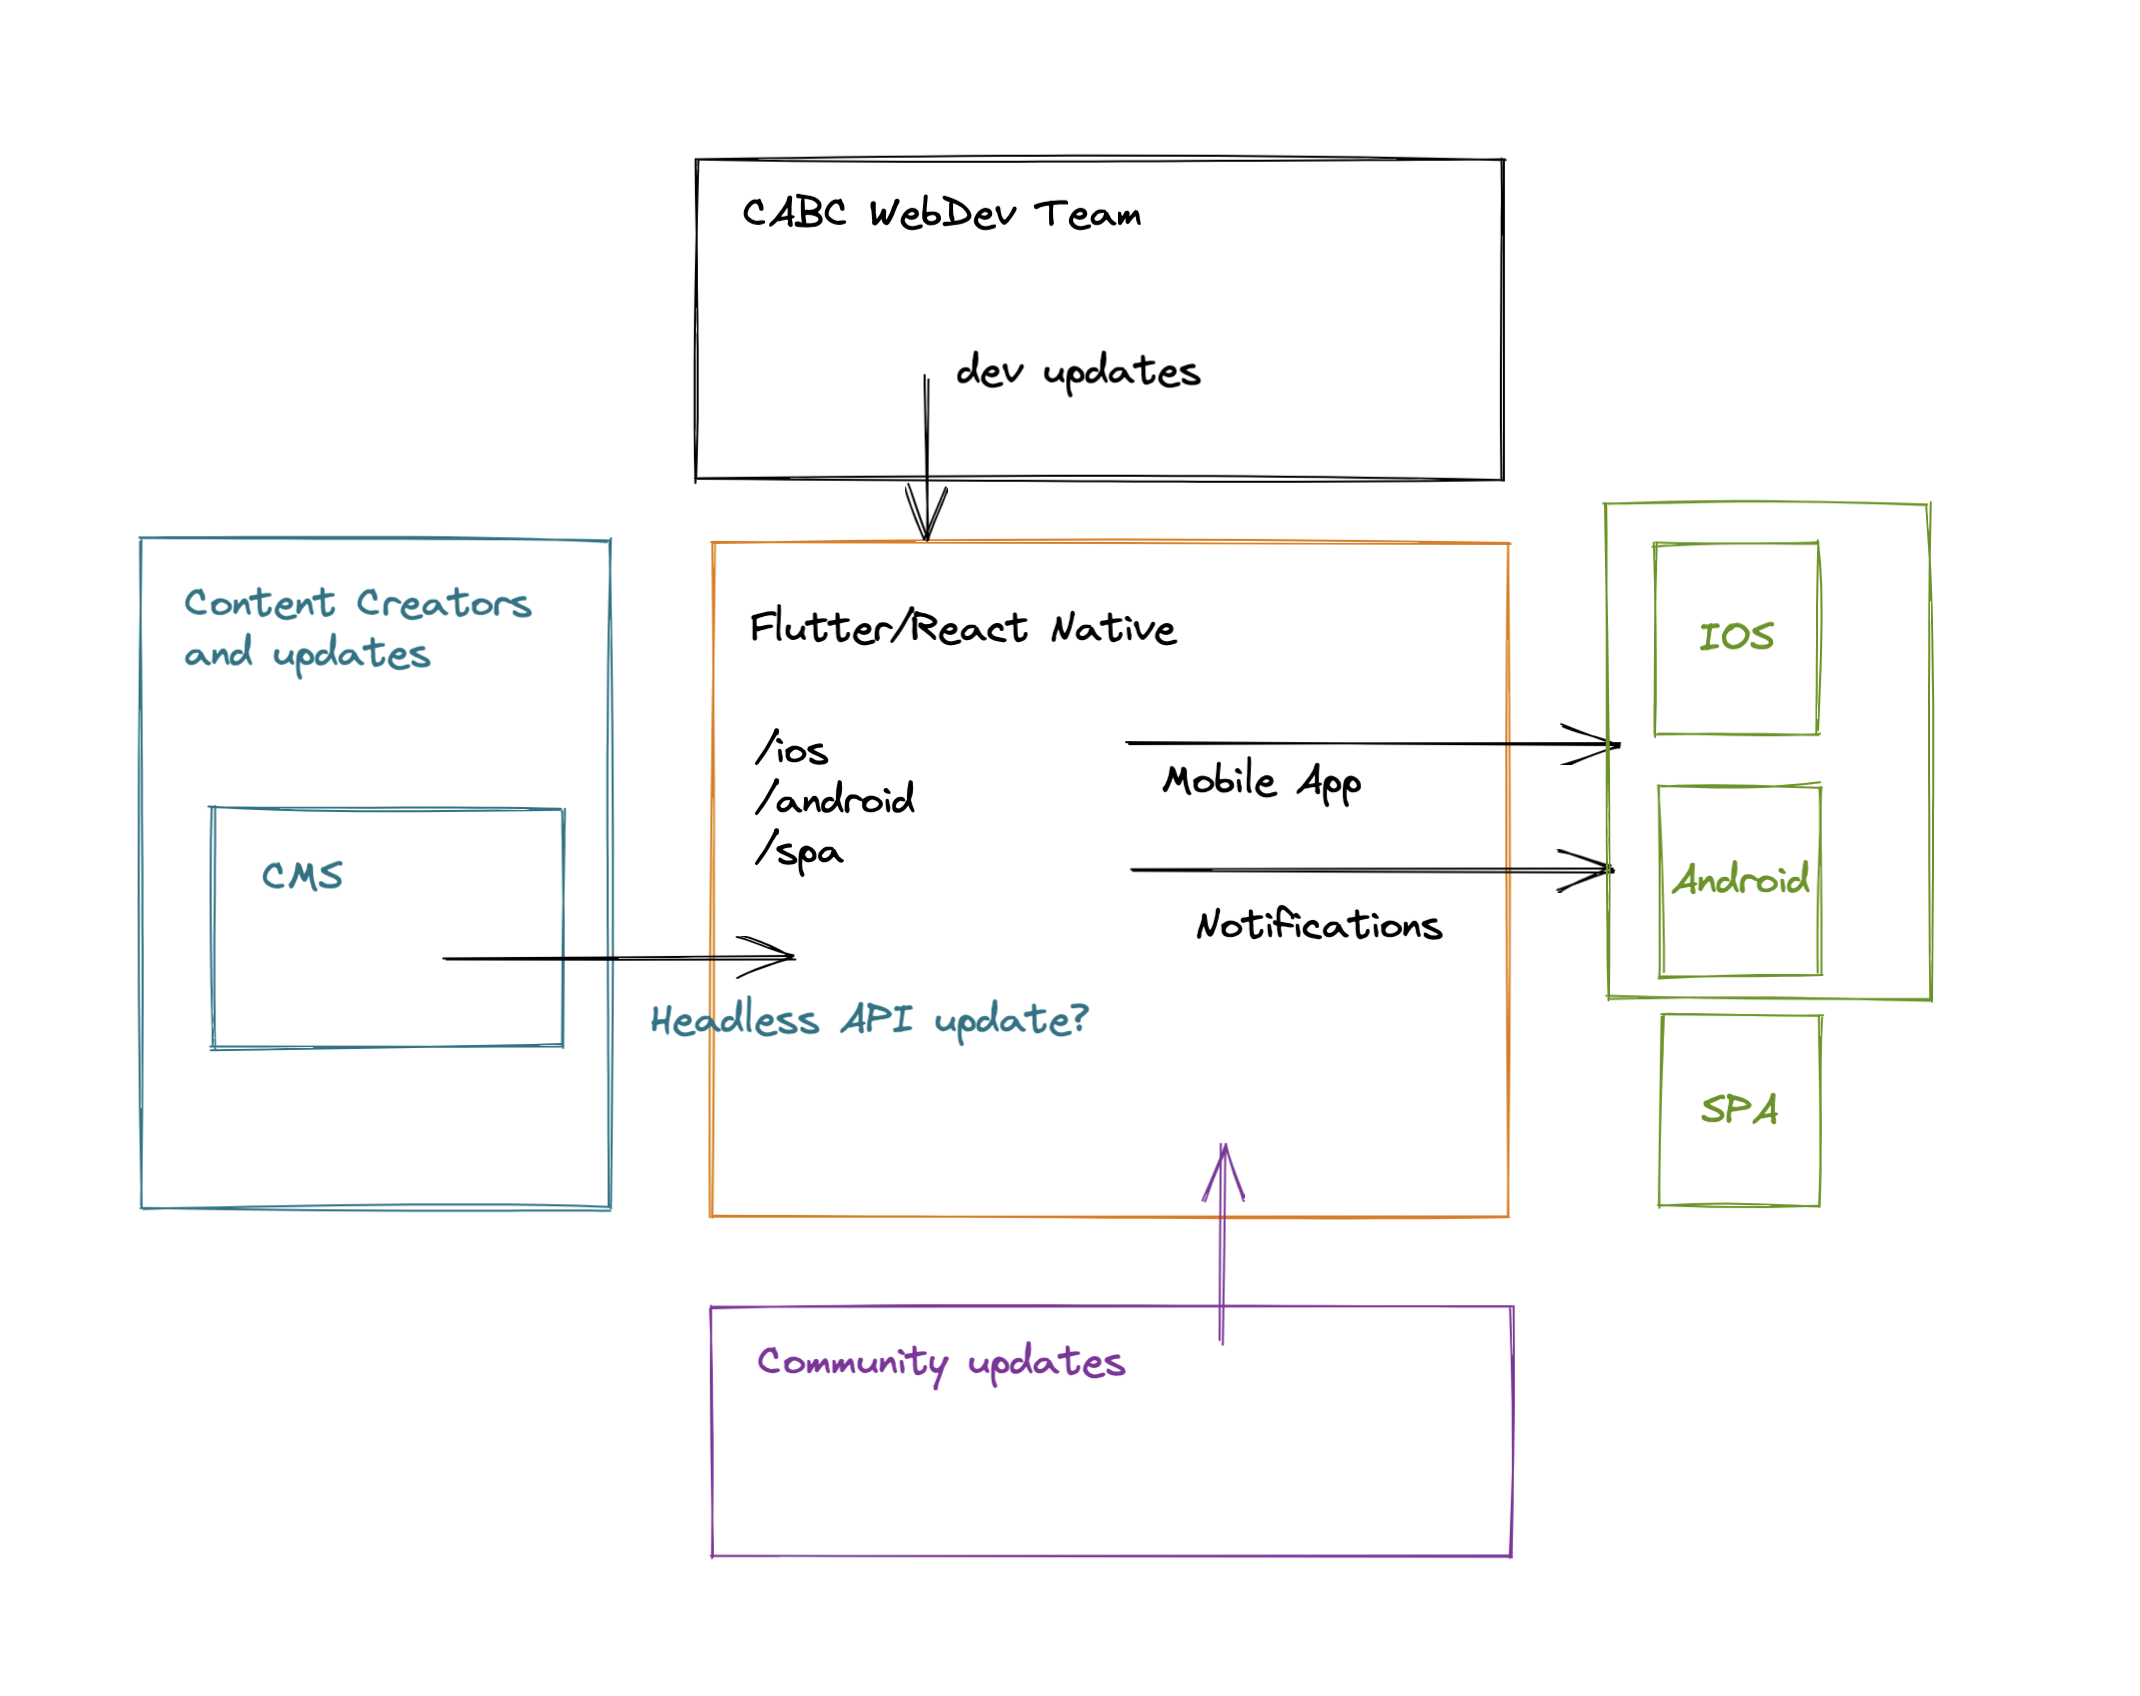 CABC WebDev Team
dev updates
Content Creators
and updates
CMS
Flutter/React Native
/ios
/android
/spa
Mobile App
Notifications
Headless API update?
IOS
Android
SPA
Community updates